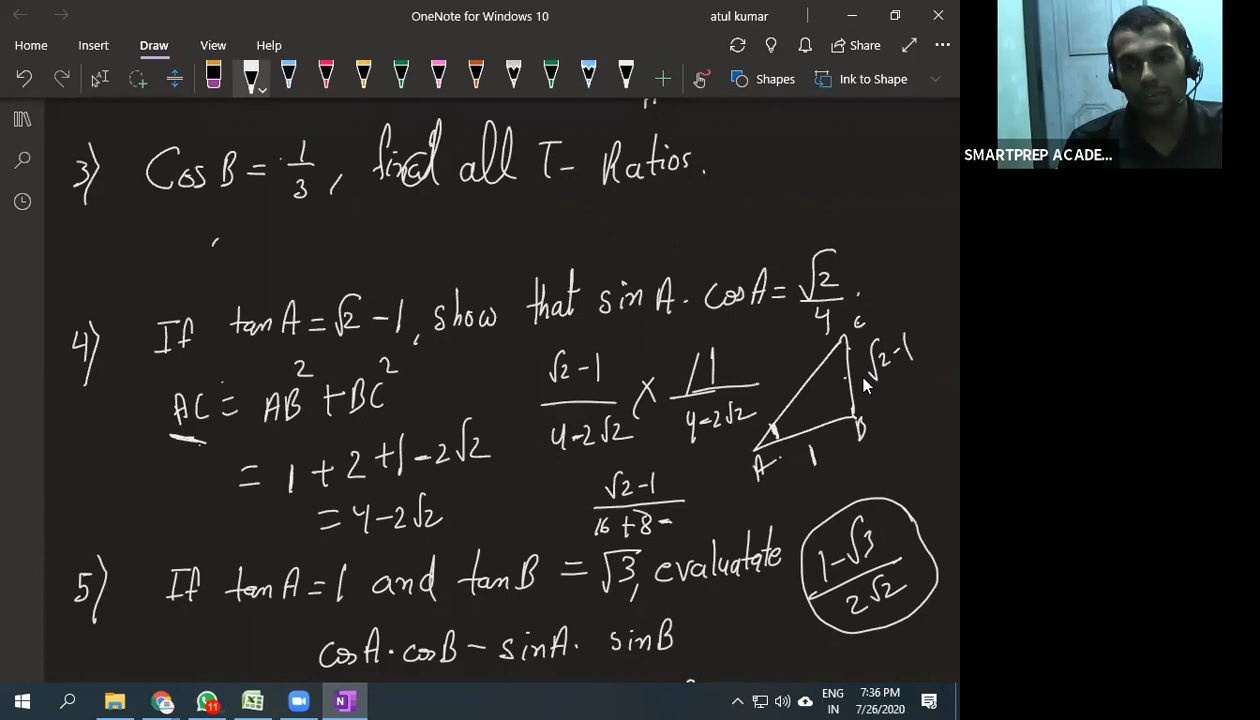 OneNote for Windows 10
atul kumar
Home Insert Draw View Help
Share
Shapes
Ink to Shape
SMARTPREP ACADE...
3) Cos B = 1/3, find all T- Ratios.
4) If tan A = √2 - 1, show that sin A . cos A = √2/4.
AC = AB² + BC²
= 1 + 2 + 1 - 2√2
= 4 - 2√2
(√2 - 1)/(4 - 2√2) × 1/(4 - 2√2)
(√2 - 1)/(16 + 8 -
C
√2 - 1
B
A
1
5) If tan A = 1 and tan B = √3, evaluatate
cos A . cos B - sin A . sin B
(1 - √3)/(2√2)
11
ENG
IN
7:36 PM
7/26/2020